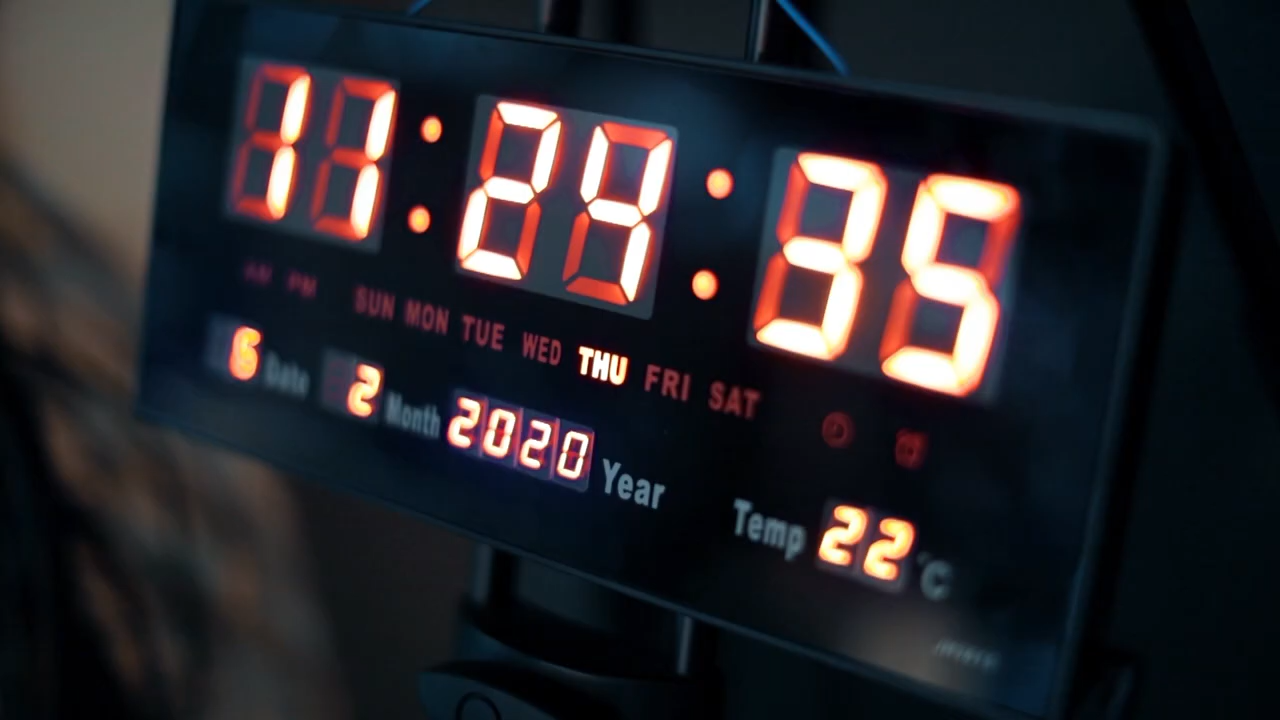 11:24:35
AM PM SUN MON TUE WED THU FRI SAT
6 Date 2 Month 2020 Year
Temp 22 °C